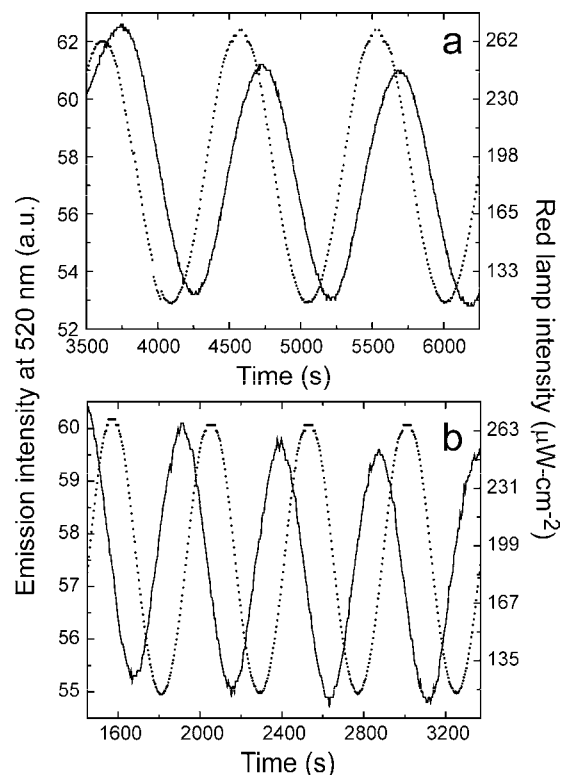 a
62
60
58
56
54
52
262
230
198
165
133
3500 4000 4500 5000 5500 6000
Time (s)
Emission intensity at 520 nm (a.u.)
Red lamp intensity (μW-cm-2)
b
60
59
58
57
56
55
263
231
199
167
135
1600 2000 2400 2800 3200
Time (s)